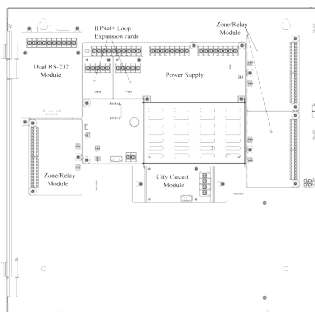 Zone/Relay
Module
Loop
Expansion cards
Dual RS-232
Module
Power Supply
Zone/Relay
Module
City Circuit
Module